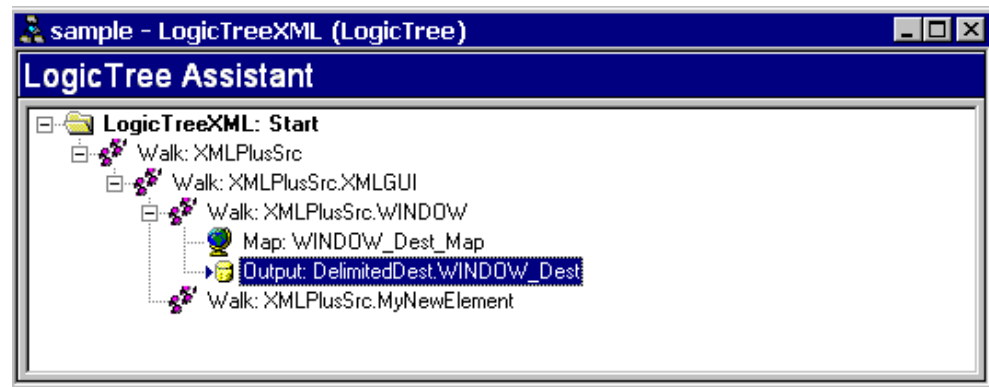 sample - LogicTreeXML (LogicTree)
LogicTree Assistant
LogicTreeXML: Start
Walk: XMLPlusSrc
Walk: XMLPlusSrc.XMLGUI
Walk: XMLPlusSrc.WINDOW
Map: WINDOW_Dest_Map
Output: DelimitedDest.WINDOW_Dest
Walk: XMLPlusSrc.MyNewElement